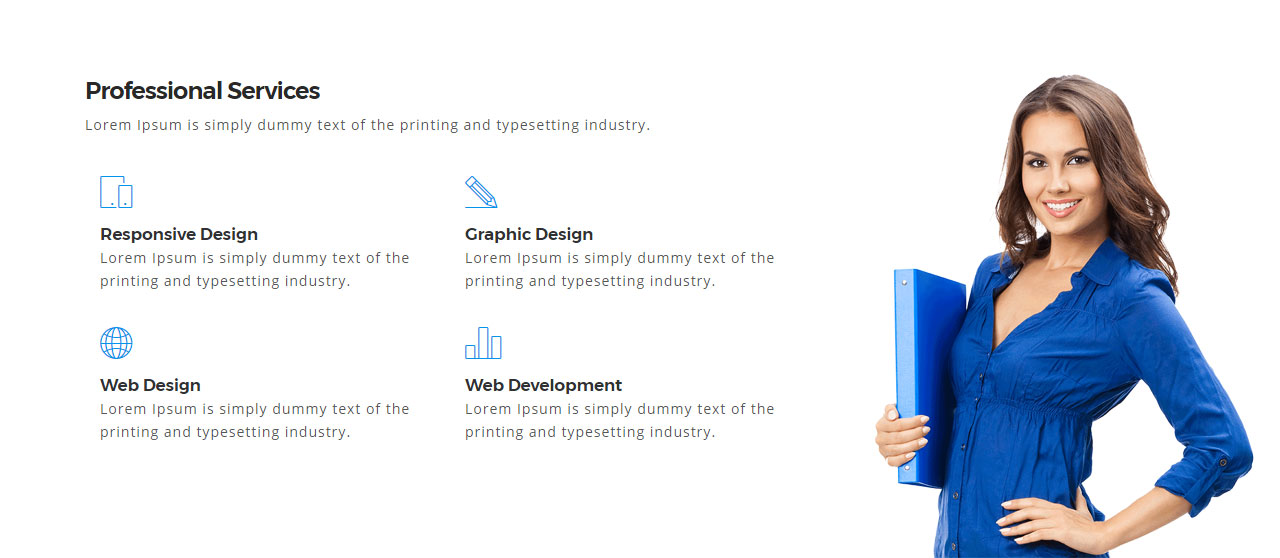 Professional Services
Lorem Ipsum is simply dummy text of the printing and typesetting industry.
Responsive Design
Lorem Ipsum is simply dummy text of the
printing and typesetting industry.
Graphic Design
Lorem Ipsum is simply dummy text of the
printing and typesetting industry.
Web Design
Lorem Ipsum is simply dummy text of the
printing and typesetting industry.
Web Development
Lorem Ipsum is simply dummy text of the
printing and typesetting industry.